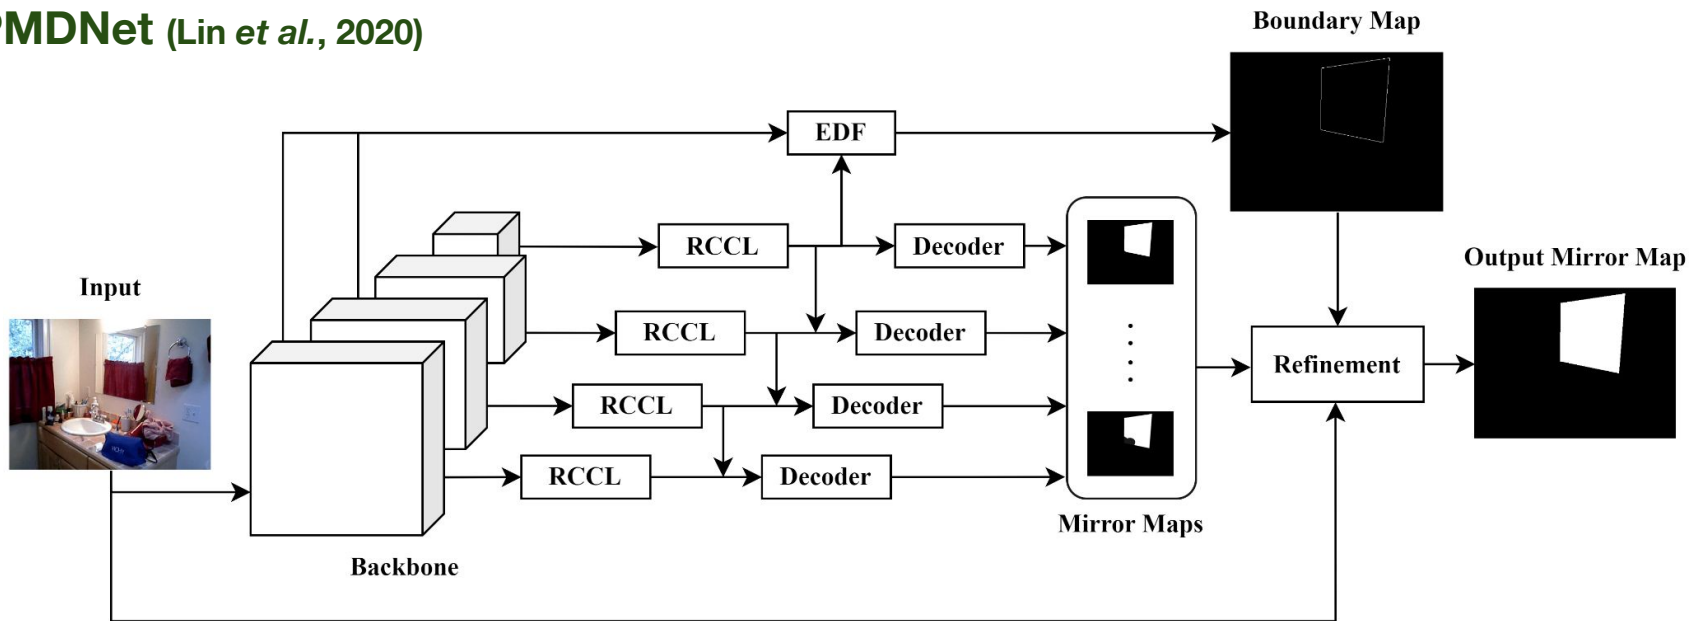 PMDNet (Lin et al., 2020)
Boundary Map
EDF
RCCL
Decoder
Output Mirror Map
Input
RCCL
Decoder
Refinement
RCCL
Decoder
RCCL
Decoder
Mirror Maps
Backbone